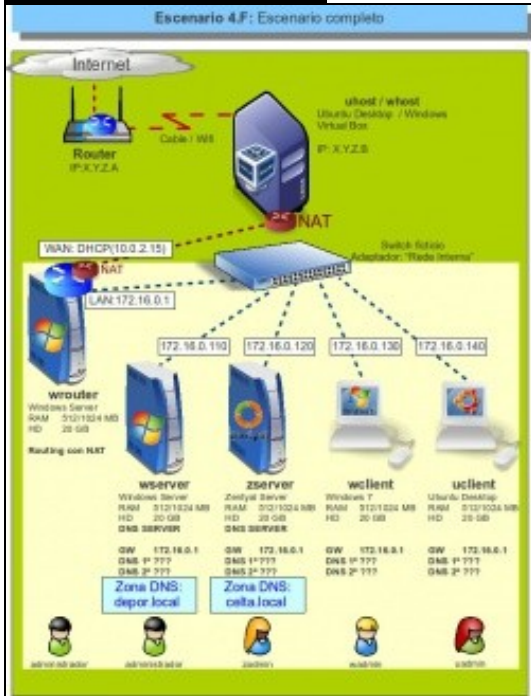 Escenario 4.F: Escenario completo
Internet
uhost / whost
Ubuntu Desktop / Windows
Virtual Box
IP: X.Y.Z.B
Cable / Wifi
Router
IP:X.Y.Z.A
NAT
WAN: DHCP(10.0.2.15)
NAT
Switch ficticio
Adaptador: "Rede Interna"
LAN:172.16.0.1
172.16.0.110
172.16.0.120
172.16.0.130
172.16.0.140
wrouter
Windows Server
RAM 512/1024 MB
HD 20 GB
Routing con NAT
wserver
Windows Server
RAM 512/1024 MB
HD 20 GB
DNS SERVER
GW 172.16.0.1
DNS 1º ???
DNS 2º ???
Zona DNS:
depor.local
zserver
Zentyal Server
RAM 512/1024 MB
HD 20 GB
DNS SERVER
GW 172.16.0.1
DNS 1º ???
DNS 2º ???
Zona DNS:
celta.local
wclient
Windows 7
RAM 512/1024 MB
HD 20 GB
GW 172.16.0.1
DNS 1º ???
DNS 2º ???
uclient
Ubuntu Desktop
RAM 512/1024 MB
HD 20 GB
GW 172.16.0.1
DNS 1º ???
DNS 2º ???
administrador
administrador
zadmin
wadmin
uadmin